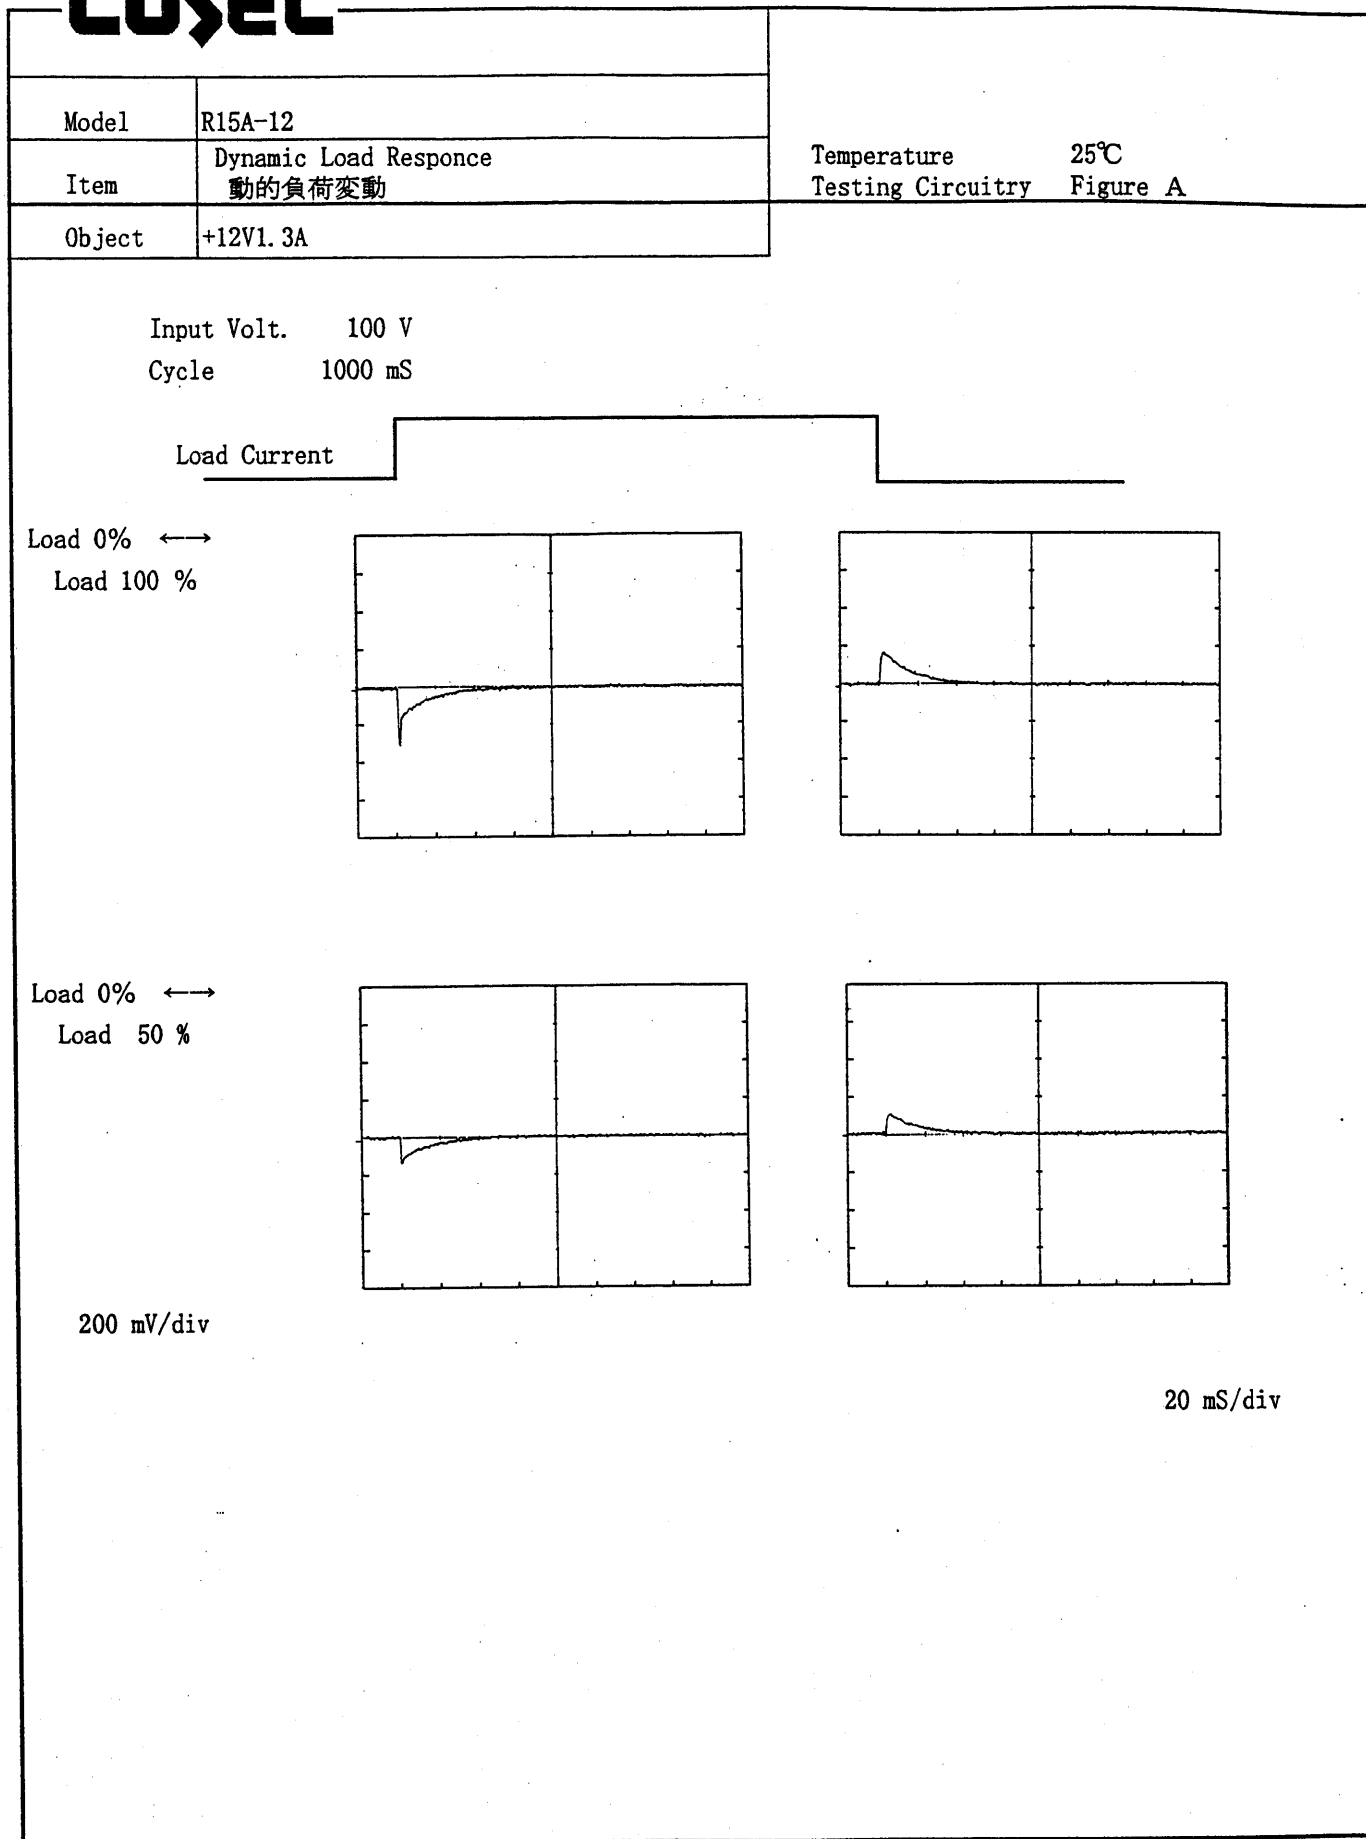 COSEL
Model R15A-12
Item Dynamic Load Responce
動的負荷変動
Temperature 25℃
Testing Circuitry Figure A
Object +12V1.3A
Input Volt. 100 V
Cycle 1000 mS
Load Current
Load 0% ←→
Load 100 %
Load 0% ←→
Load 50 %
200 mV/div
20 mS/div